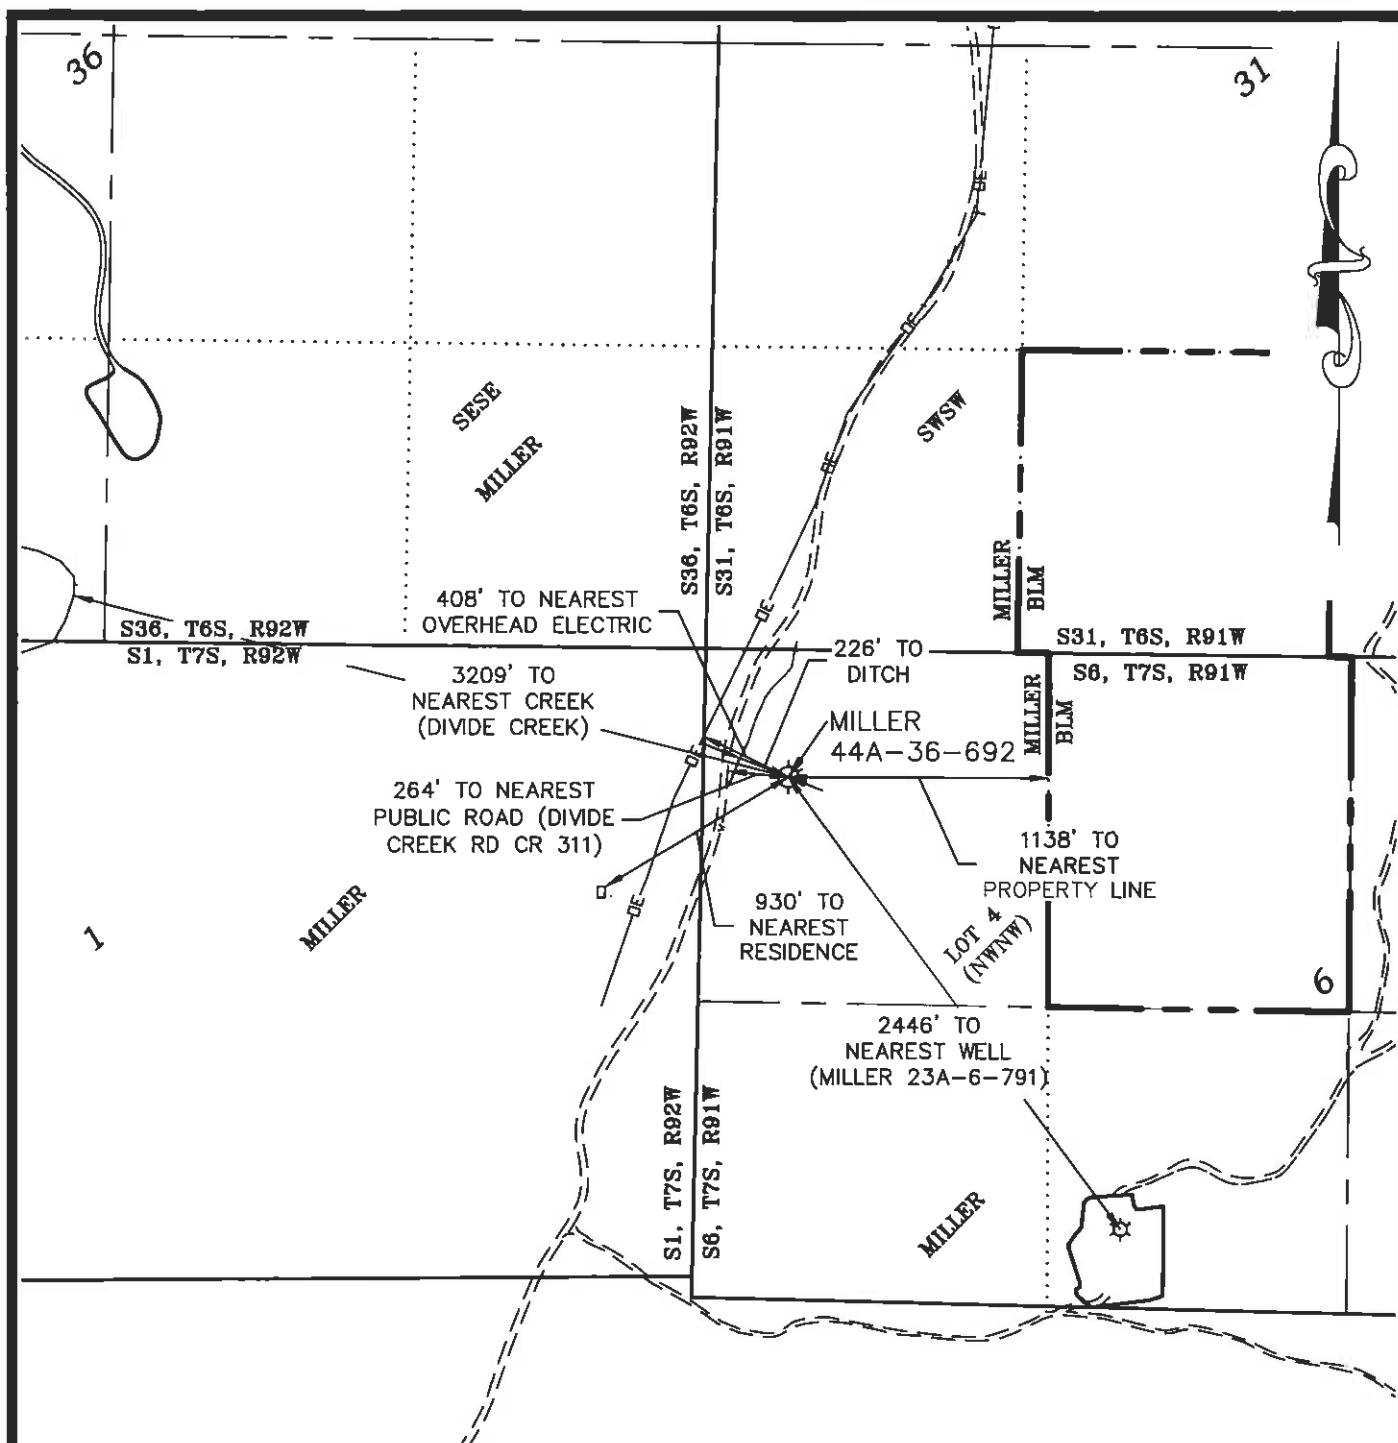 36
31
SESE
MILLER
SWSW
S36, T6S, R92W
S31, T6S, R91W
OE
OE
OE
MILLER
BLM
408' TO NEAREST
OVERHEAD ELECTRIC
OE
S36, T6S, R92W
S1, T7S, R92W
S31, T6S, R91W
S6, T7S, R91W
226' TO
DITCH
3209' TO
NEAREST CREEK
(DIVIDE CREEK)
MILLER
44A-36-692
MILLER
BLM
OE
264' TO NEAREST
PUBLIC ROAD (DIVIDE
CREEK RD CR 311)
1138' TO
NEAREST
PROPERTY LINE
OE
930' TO
NEAREST
RESIDENCE
MILLER
1
LOT 4
(NWNW)
6
2446' TO
NEAREST WELL
(MILLER 23A-6-791)
S1, T7S, R92W
S6, T7S, R91W
MILLER